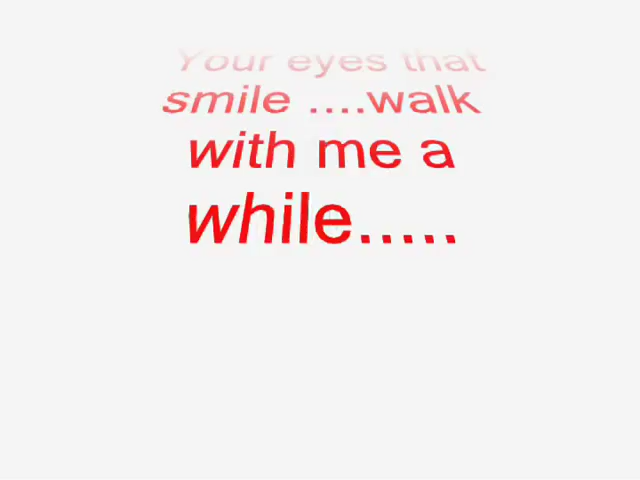 Your eyes that
smile ....walk
with me a
while.....